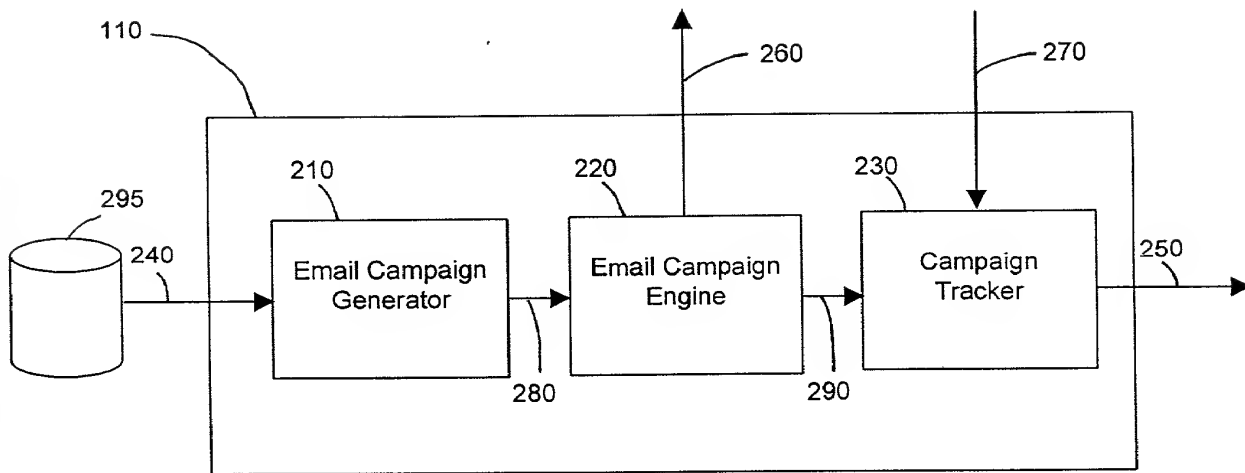 110
260
270
210
220
230
295
240
250
Email Campaign
Generator
Email Campaign
Engine
Campaign
Tracker
280
290